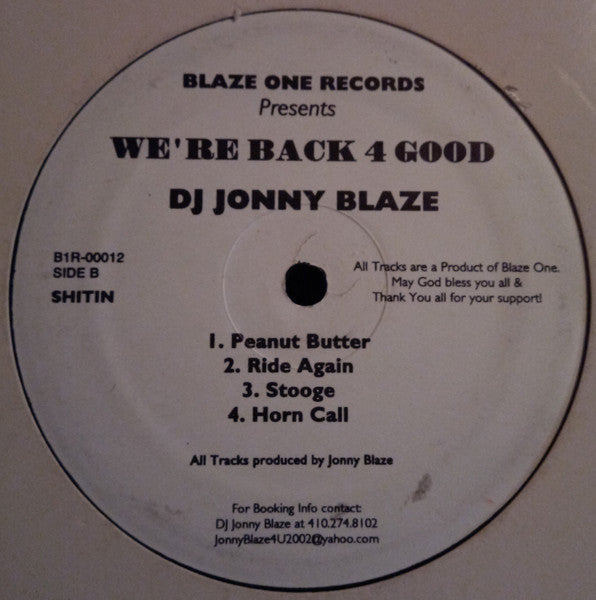 BLAZE ONE RECORDS
Presents
WE'RE BACK 4 GOOD
DJ JONNY BLAZE
B1R-00012
SIDE B
SHITIN
All Tracks are a Product of Blaze One.
May God bless you all &
Thank You all for your support!
1. Peanut Butter
2. Ride Again
3. Stooge
4. Horn Call
All Tracks produced by Jonny Blaze
For Booking Info contact:
DJ Jonny Blaze at 410.274.8102
JonnyBlaze4U2002@yahoo.com